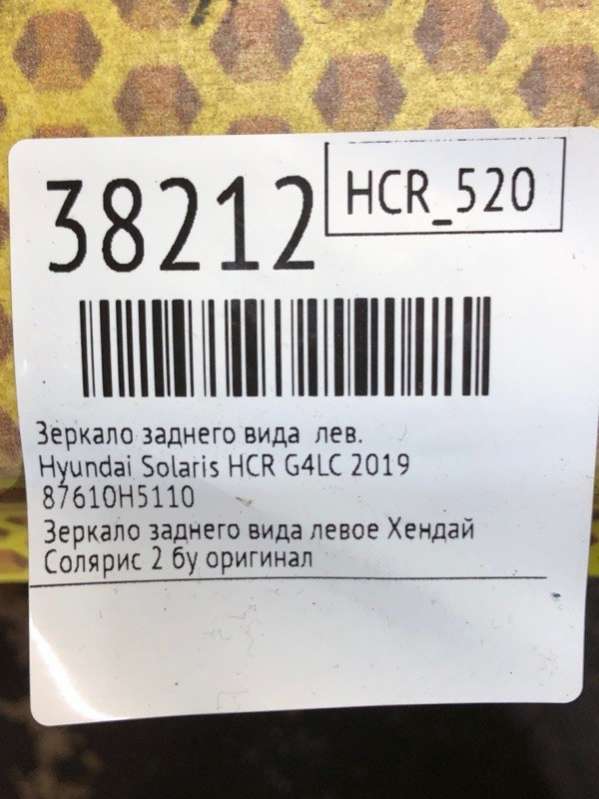 38212
HCR_520
Зеркало заднего вида лев.
Hyundai Solaris HCR G4LC 2019
87610H5110
Зеркало заднего вида левое Хендай
Солярис 2 бу оригинал